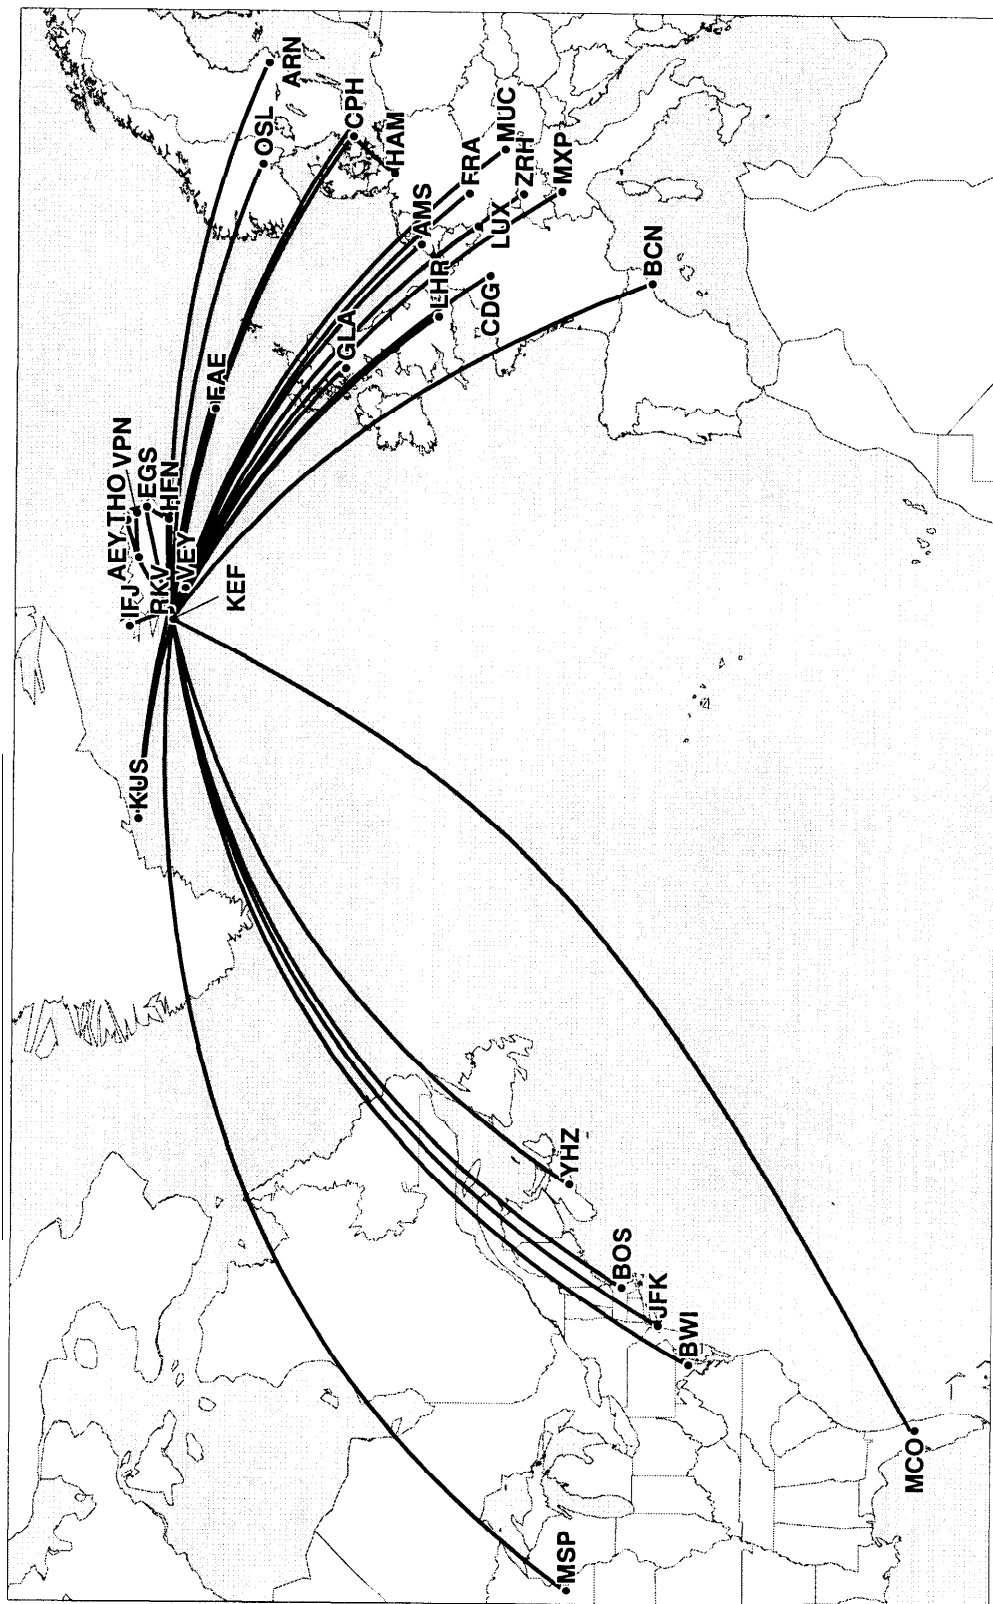 ARN
OSL
CPH
HAM
MUC
FRA
ZRH
MXP
AMS
LUX
LHR
CDG
BCN
GLA
FAE
VPN
THO
EGS
HFN
AEY
VEY
IFJ
RKV
KEF
KUS
YHZ
BOS
JFK
BWI
MCO
MSP